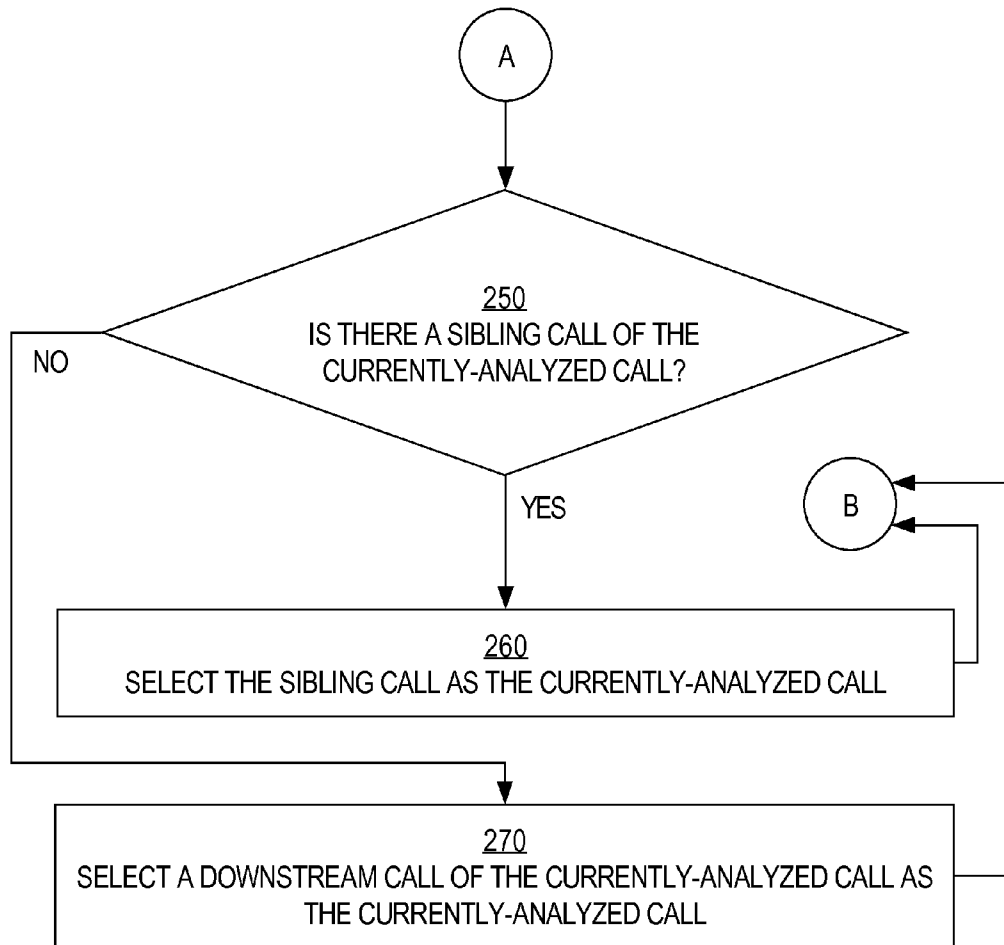 A
250
IS THERE A SIBLING CALL OF THE
CURRENTLY-ANALYZED CALL?
NO
YES
B
260
SELECT THE SIBLING CALL AS THE CURRENTLY-ANALYZED CALL
270
SELECT A DOWNSTREAM CALL OF THE CURRENTLY-ANALYZED CALL AS
THE CURRENTLY-ANALYZED CALL